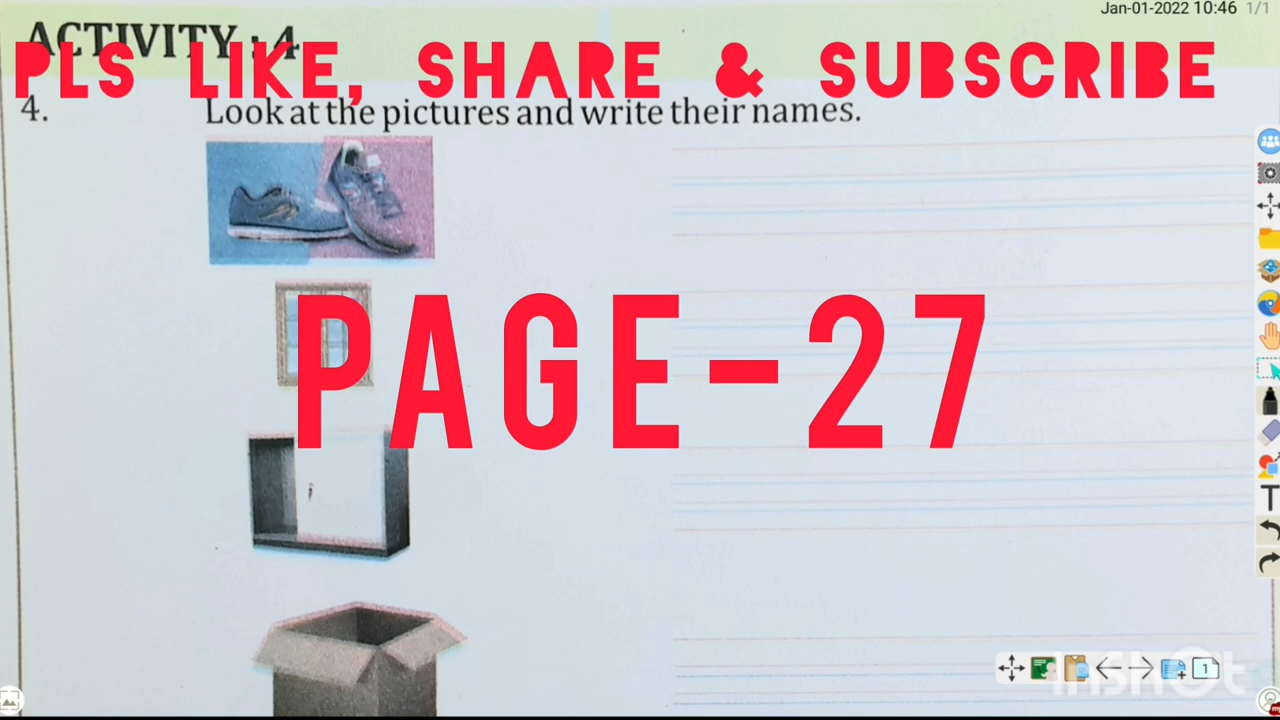 Jan-01-2022 10:46 1/1
ACTIVITY : 4
PLS LIKE, SHARE & SUBSCRIBE
4. Look at the pictures and write their names.
PAGE-27
T
1
INSHOT